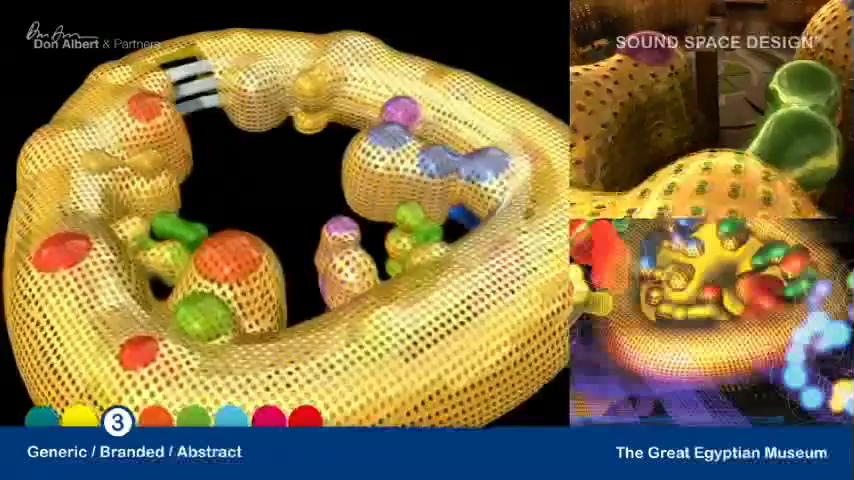 Don Albert & Partners
SOUND SPACE DESIGN
3
Generic / Branded / Abstract
The Great Egyptian Museum